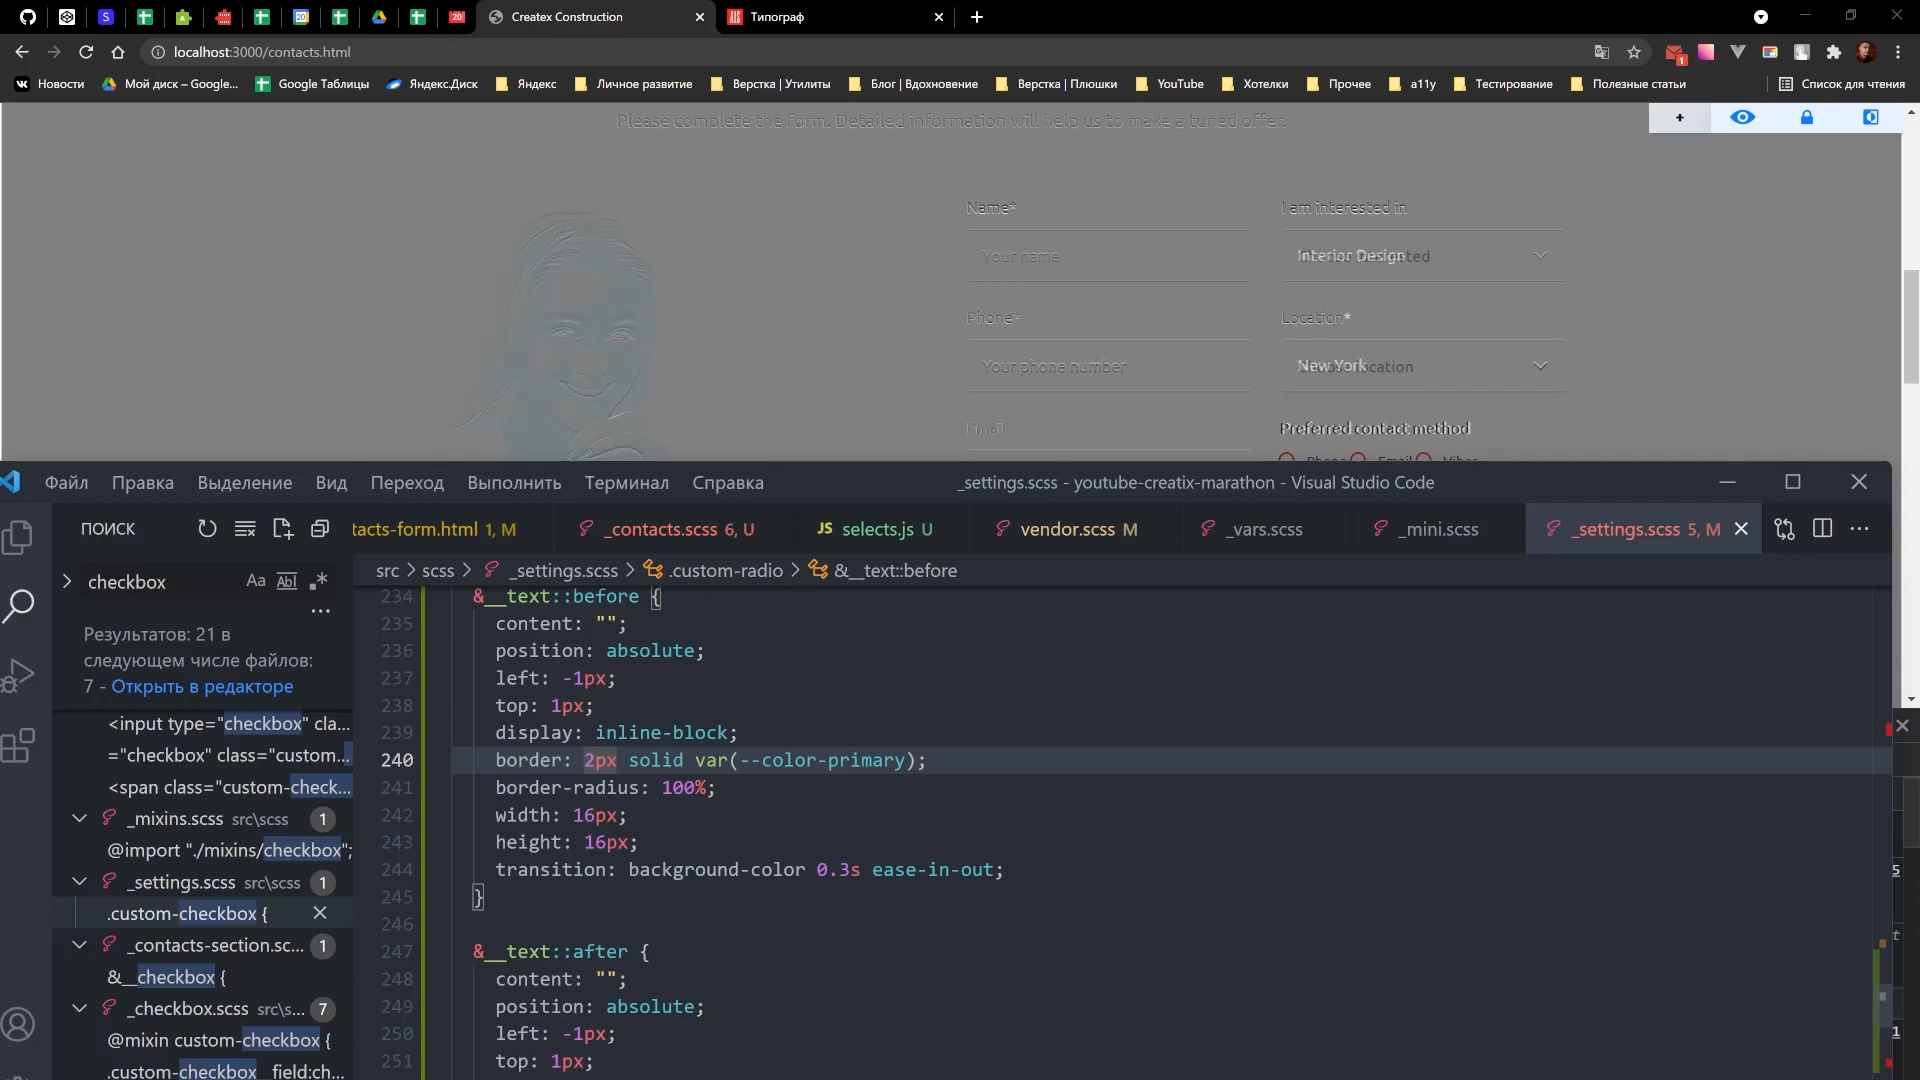 20
20
Createx Construction
Типограф
localhost:3000/contacts.html
1
Новости
Мой диск – Google...
Google Таблицы
Яндекс.Диск
Яндекс
Личное развитие
Верстка | Утилиты
Блог | Вдохновение
Верстка | Плюшки
YouTube
Хотелки
Прочее
a11y
Тестирование
Полезные статьи
Список для чтения
Please complete the form. Detailed information will help us to make a tuned offer.
+
Name*
I am interested in
Your name
Interior Design
Phone*
Location*
Your phone number
New York
Email
Preferred contact method
Phone
Email
Viber
Файл
Правка
Выделение
Вид
Переход
Выполнить
Терминал
Справка
_settings.scss - youtube-creatix-marathon - Visual Studio Code
ПОИСК
tacts-form.html 1, M
_contacts.scss 6, U
JS selects.js U
vendor.scss M
_vars.scss
_mini.scss
_settings.scss 5, M
src > scss > _settings.scss > .custom-radio > &__text::before
checkbox
Aa
Abl
Результатов: 21 в
следующем числе файлов:
7 - Открыть в редакторе
<input type="checkbox" cla...
="checkbox" class="custom...
<span class="custom-check...
_mixins.scss src\scss 1
@import "./mixins/checkbox";
_settings.scss src\scss 1
.custom-checkbox {
_contacts-section.sc... 1
&__checkbox {
_checkbox.scss src\s... 7
@mixin custom-checkbox {
.custom-checkbox__field:ch...
234 &__text::before {
235 content: "";
236 position: absolute;
237 left: -1px;
238 top: 1px;
239 display: inline-block;
240 border: 2px solid var(--color-primary);
241 border-radius: 100%;
242 width: 16px;
243 height: 16px;
244 transition: background-color 0.3s ease-in-out;
245 }
246
247 &__text::after {
248 content: "";
249 position: absolute;
250 left: -1px;
251 top: 1px;
5
t
1